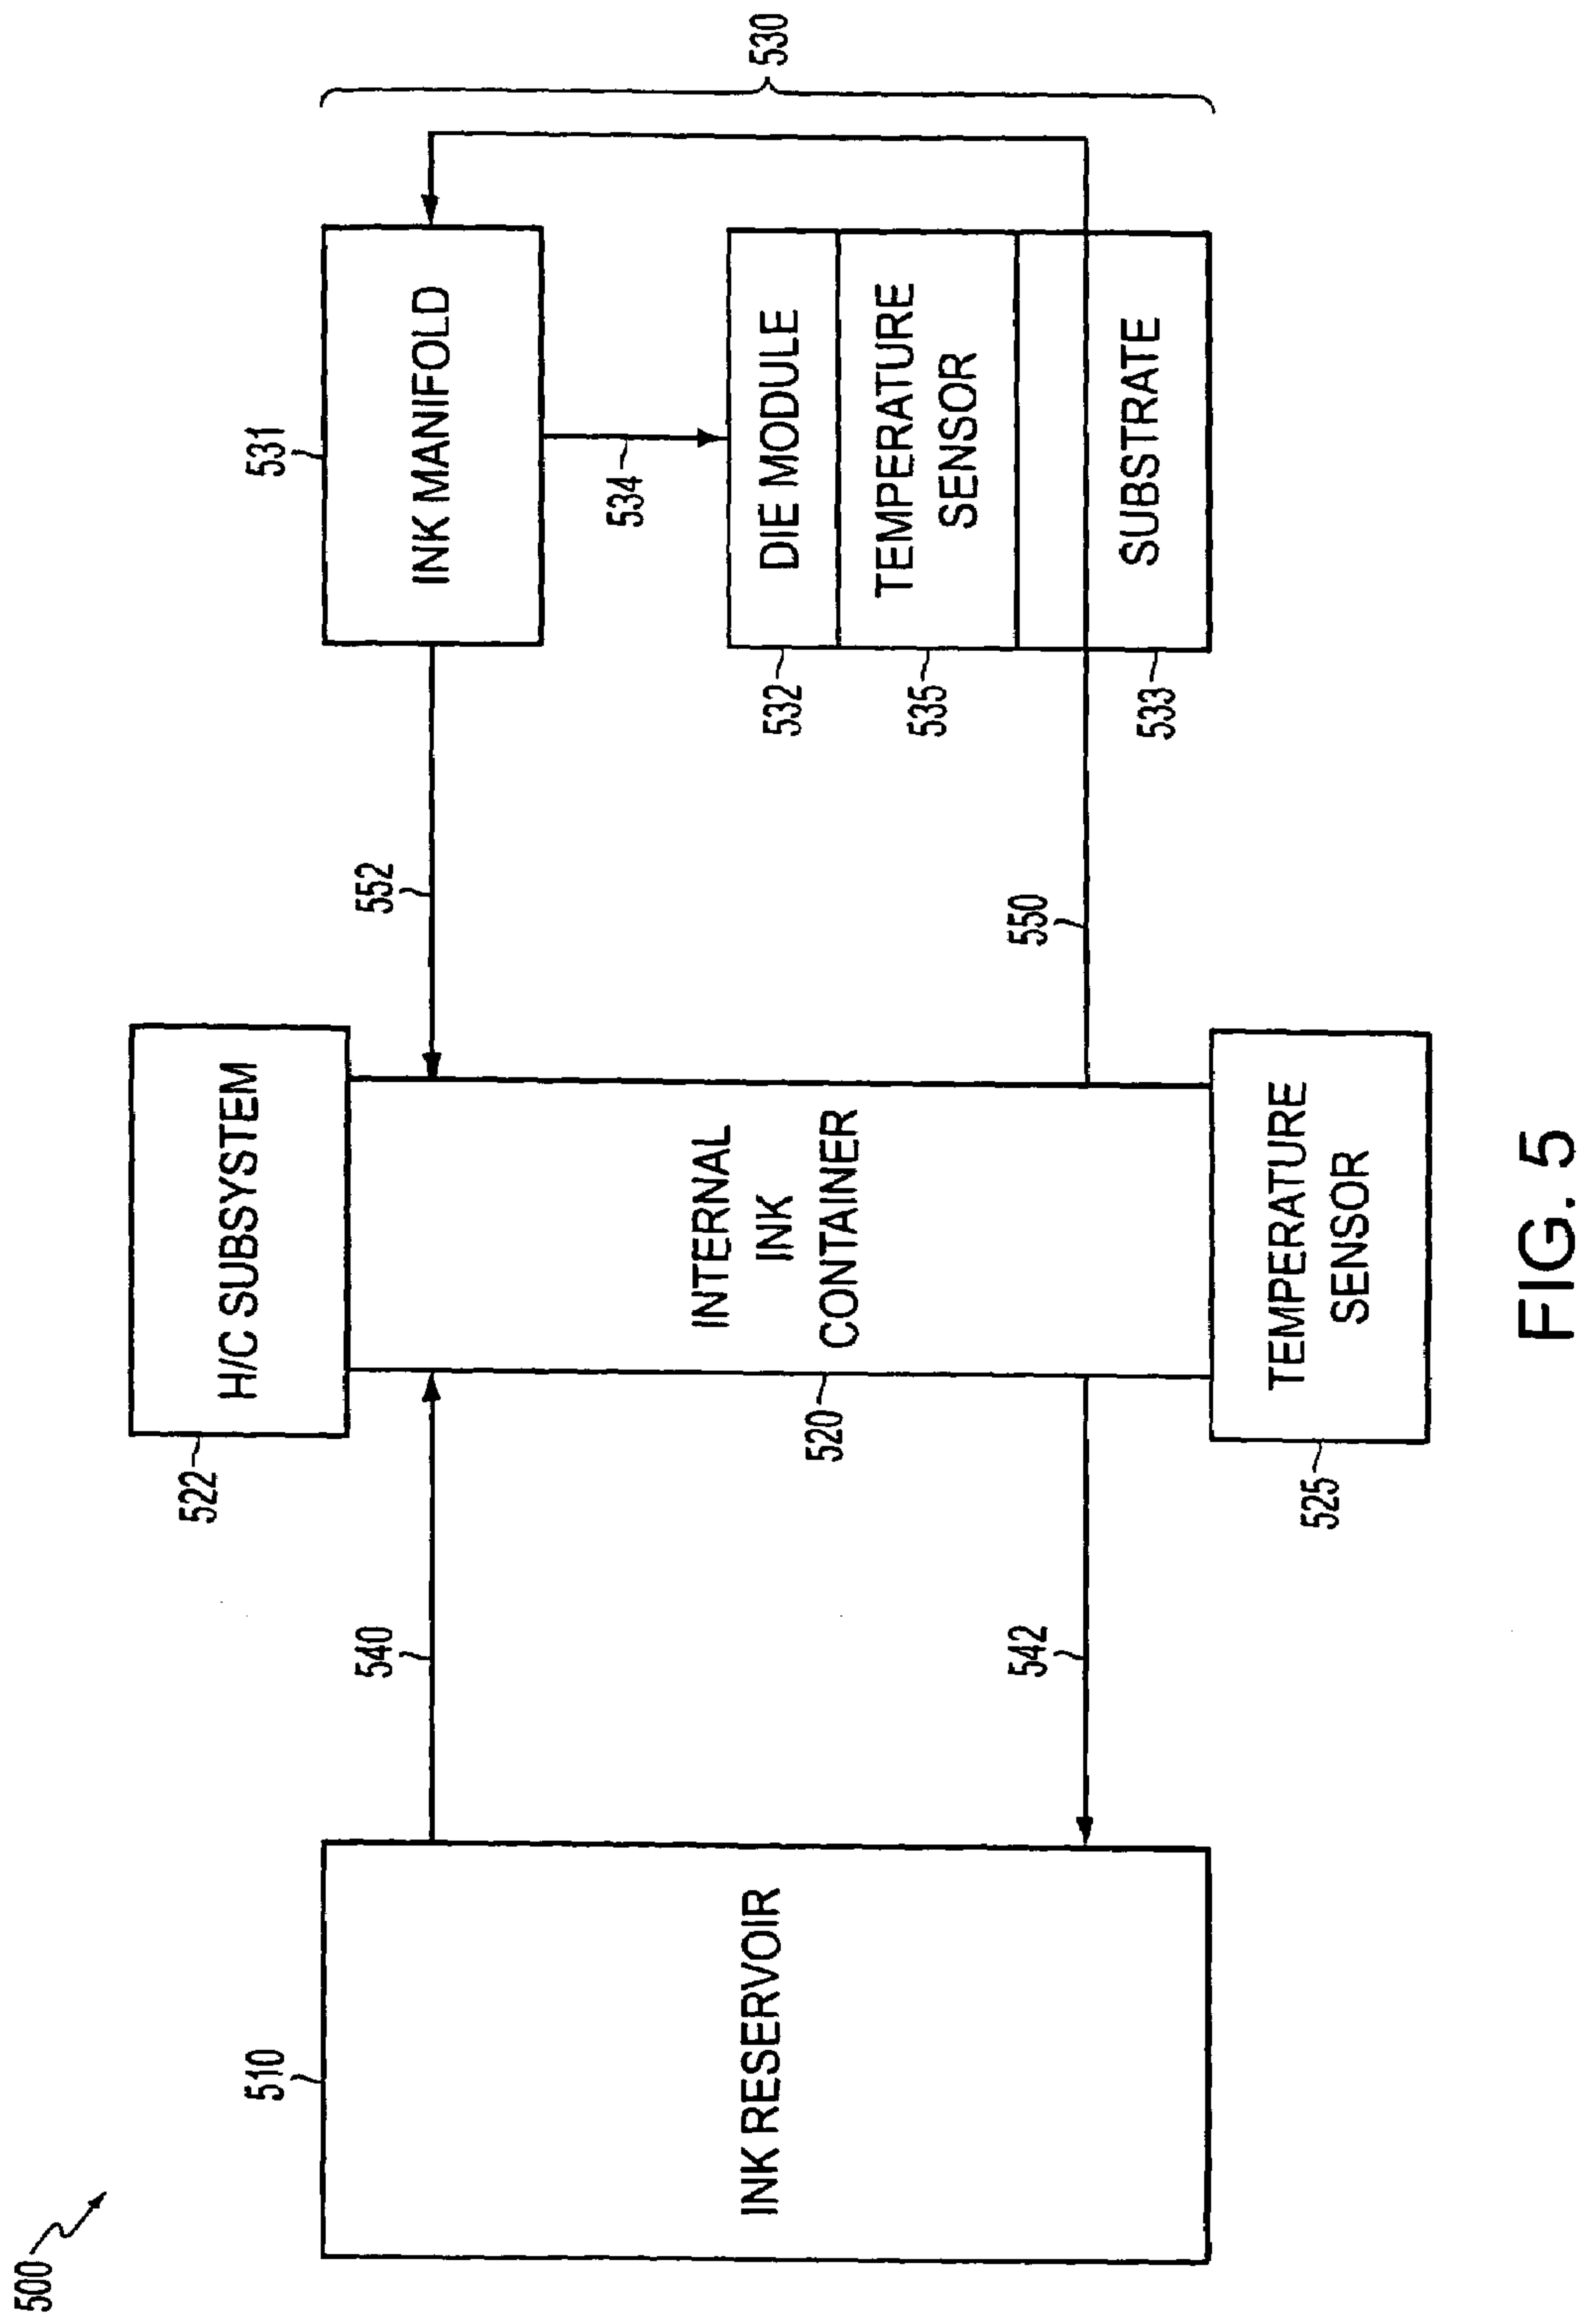 500
510
INK RESERVOIR
540
542
522
H/C SUBSYSTEM
520
INTERNAL
INK
CONTAINER
525
TEMPERATURE
SENSOR
552
550
531
INK MANIFOLD
534
532
DIE MODULE
535
TEMPERATURE
SENSOR
533
SUBSTRATE
530
FIG. 5